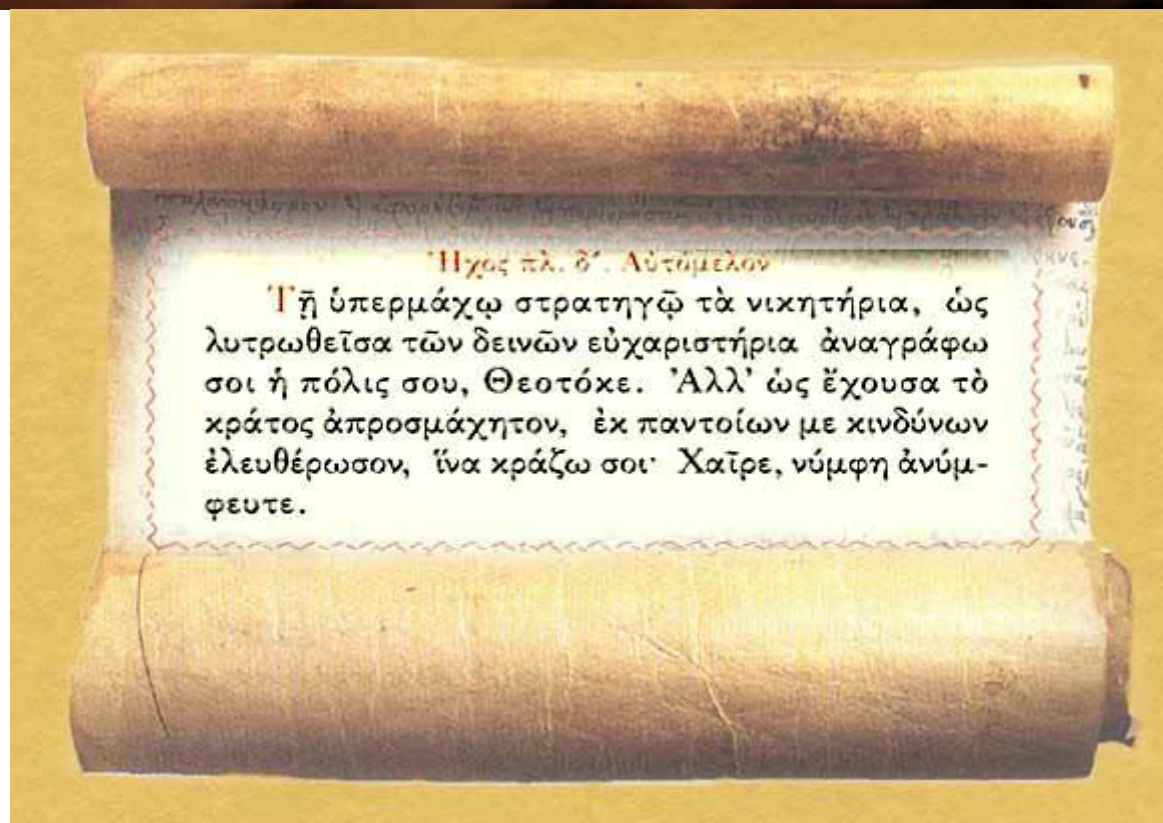 Ἦχος πλ. δ´. Αὐτόμελον
Τῇ ὑπερμάχῳ στρατηγῷ τὰ νικητήρια, ὡς
λυτρωθεῖσα τῶν δεινῶν εὐχαριστήρια ἀναγράφω
σοι ἡ πόλις σου, Θεοτόκε. Ἀλλ' ὡς ἔχουσα τὸ
κράτος ἀπροσμάχητον, ἐκ παντοίων με κινδύνων
ἐλευθέρωσον, ἵνα κράζω σοι· Χαῖρε, νύμφη ἀνύμ-
φευτε.